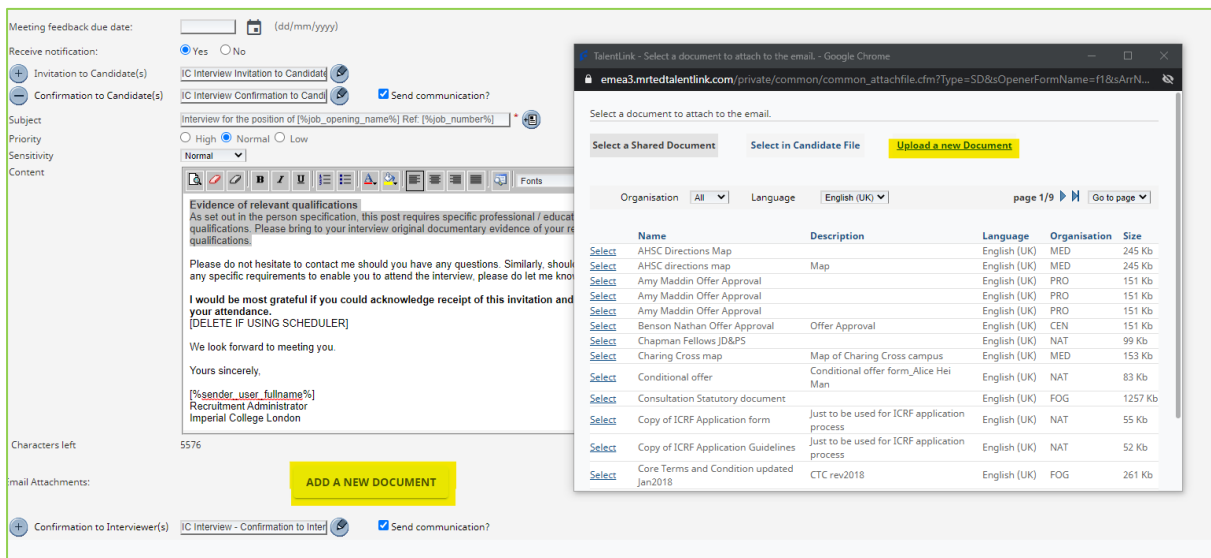 Meeting feedback due date: (dd/mm/yyyy)
Receive notification: Yes No
Invitation to Candidate(s) IC Interview Invitation to Candidate
Confirmation to Candidate(s) IC Interview Confirmation to Candi Send communication?
Subject Interview for the position of [%job_opening_name%] Ref: [%job_number%] *
Priority High Normal Low
Sensitivity Normal
Content
B I U A Fonts
Evidence of relevant qualifications
As set out in the person specification, this post requires specific professional / educat
qualifications. Please bring to your interview original documentary evidence of your re
qualifications.
Please do not hesitate to contact me should you have any questions. Similarly, shoul
any specific requirements to enable you to attend the interview, please do let me know
I would be most grateful if you could acknowledge receipt of this invitation and
your attendance.
[DELETE IF USING SCHEDULER]
We look forward to meeting you.
Yours sincerely,
[%sender_user_fullname%]
Recruitment Administrator
Imperial College London
Characters left 5576
Email Attachments: ADD A NEW DOCUMENT
Confirmation to Interviewer(s) IC Interview - Confirmation to Inter Send communication?
TalentLink - Select a document to attach to the email. - Google Chrome
emea3.mrtedtalentlink.com/private/common/common_attachfile.cfm?Type=SD&sOpenerFormName=f1&sArrN...
Select a document to attach to the email.
Select a Shared Document Select in Candidate File Upload a new Document
Organisation All Language English (UK) page 1/9 Go to page
Name Description Language Organisation Size
Select AHSC Directions Map English (UK) MED 245 Kb
Select AHSC directions map Map English (UK) MED 245 Kb
Select Amy Maddin Offer Approval English (UK) PRO 151 Kb
Select Amy Maddin Offer Approval English (UK) PRO 151 Kb
Select Amy Maddin Offer Approval English (UK) PRO 151 Kb
Select Benson Nathan Offer Approval Offer Approval English (UK) CEN 151 Kb
Select Chapman Fellows JD&PS English (UK) NAT 99 Kb
Select Charing Cross map Map of Charing Cross campus English (UK) MED 153 Kb
Select Conditional offer Conditional offer form_Alice Hei English (UK) NAT 83 Kb
Man
Select Consultation Statutory document English (UK) FOG 1257 Kb
Select Copy of ICRF Application form Just to be used for ICRF application English (UK) NAT 55 Kb
process
Select Copy of ICRF Application Guidelines Just to be used for ICRF application English (UK) NAT 52 Kb
process
Select Core Terms and Condition updated CTC rev2018 English (UK) FOG 261 Kb
Jan2018